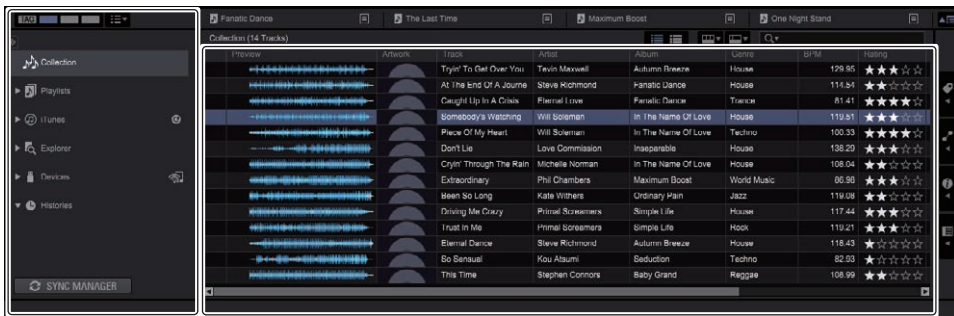 TAG
Fanatic Dance The Last Time Maximum Boost One Night Stand
Collection (14 Tracks)
Preview Artwork Track Artist Album Genre BPM Rating
Collection
Playlists
iTunes
Explorer
Devices
Histories
SYNC MANAGER
Tryin' To Get Over You Tevin Maxwell Autumn Breeze House 129.95
At The End Of A Journe Steve Richmond Fanatic Dance House 114.54
Caught Up In A Crisis Eternal Love Fanatic Dance Trance 81.41
Somebody's Watching Will Soleman In The Name Of Love House 119.51
Piece Of My Heart Will Soleman In The Name Of Love Techno 100.33
Don't Lie Love Commission Inseparable House 138.29
Cryin' Through The Rain Michelle Norman In The Name Of Love House 108.04
Extraordinary Phil Chambers Maximum Boost World Music 86.98
Been So Long Kate Withers Ordinary Pain Jazz 119.08
Driving Me Crazy Primal Screamers Simple Life House 117.44
Trust In Me Primal Screamers Simple Life Rock 119.21
Eternal Dance Steve Richmond Autumn Breeze House 118.43
So Sensual Kou Atsumi Seduction Techno 82.93
This Time Stephen Connors Baby Grand Reggae 108.99